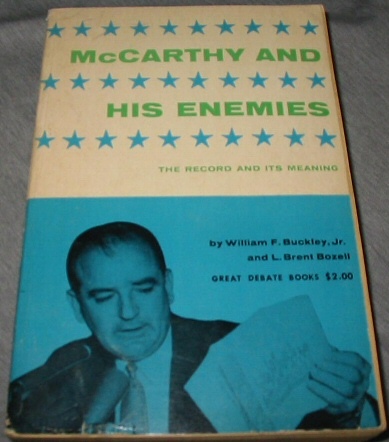 McCARTHY AND
HIS ENEMIES
THE RECORD AND ITS MEANING
by William F. Buckley, Jr.
and L. Brent Bozell
GREAT DEBATE BOOKS $2.00